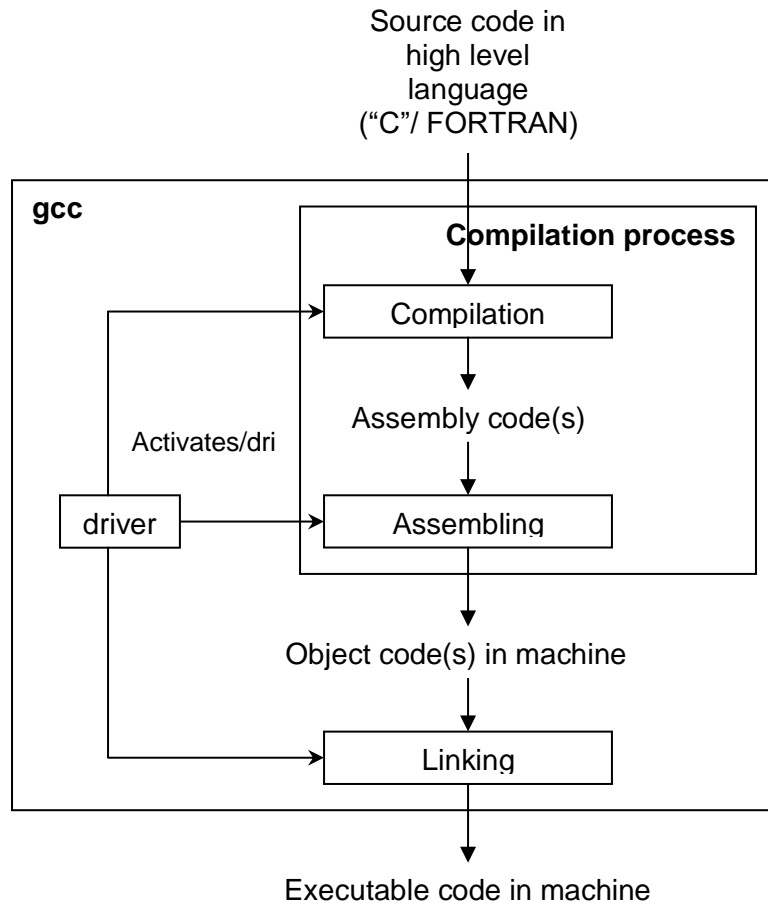 Source code in
high level
language
(“C”/ FORTRAN)
gcc
Compilation process
Compilation
Assembly code(s)
Activates/dri
driver
Assembling
Object code(s) in machine
Linking
Executable code in machine